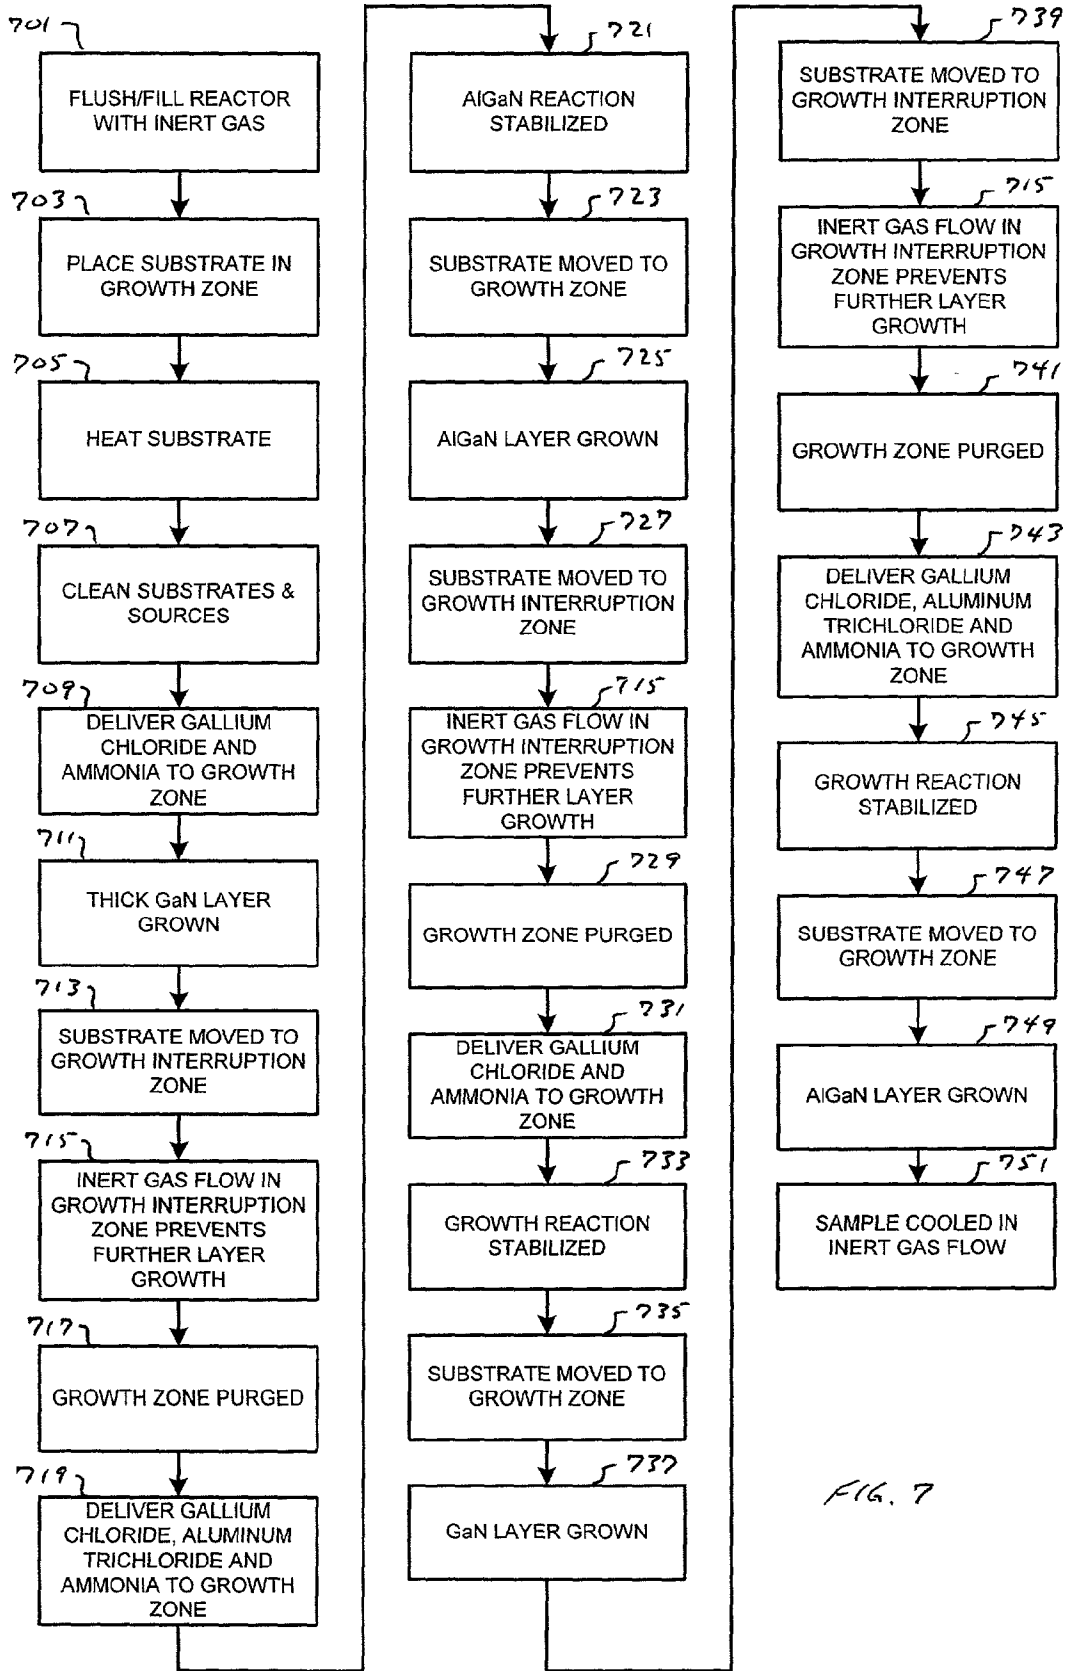 701
FLUSH/FILL REACTOR
WITH INERT GAS
703
PLACE SUBSTRATE IN
GROWTH ZONE
705
HEAT SUBSTRATE
707
CLEAN SUBSTRATES &
SOURCES
709
DELIVER GALLIUM
CHLORIDE AND
AMMONIA TO GROWTH
ZONE
711
THICK GaN LAYER
GROWN
713
SUBSTRATE MOVED TO
GROWTH INTERRUPTION
ZONE
715
INERT GAS FLOW IN
GROWTH INTERRUPTION
ZONE PREVENTS
FURTHER LAYER
GROWTH
717
GROWTH ZONE PURGED
719
DELIVER GALLIUM
CHLORIDE, ALUMINUM
TRICHLORIDE AND
AMMONIA TO GROWTH
ZONE
721
AlGaN REACTION
STABILIZED
723
SUBSTRATE MOVED TO
GROWTH ZONE
725
AlGaN LAYER GROWN
727
SUBSTRATE MOVED TO
GROWTH INTERRUPTION
ZONE
715
INERT GAS FLOW IN
GROWTH INTERRUPTION
ZONE PREVENTS
FURTHER LAYER
GROWTH
729
GROWTH ZONE PURGED
731
DELIVER GALLIUM
CHLORIDE AND
AMMONIA TO GROWTH
ZONE
733
GROWTH REACTION
STABILIZED
735
SUBSTRATE MOVED TO
GROWTH ZONE
737
GaN LAYER GROWN
739
SUBSTRATE MOVED TO
GROWTH INTERRUPTION
ZONE
715
INERT GAS FLOW IN
GROWTH INTERRUPTION
ZONE PREVENTS
FURTHER LAYER
GROWTH
741
GROWTH ZONE PURGED
743
DELIVER GALLIUM
CHLORIDE, ALUMINUM
TRICHLORIDE AND
AMMONIA TO GROWTH
ZONE
745
GROWTH REACTION
STABILIZED
747
SUBSTRATE MOVED TO
GROWTH ZONE
749
AlGaN LAYER GROWN
751
SAMPLE COOLED IN
INERT GAS FLOW
FIG. 7